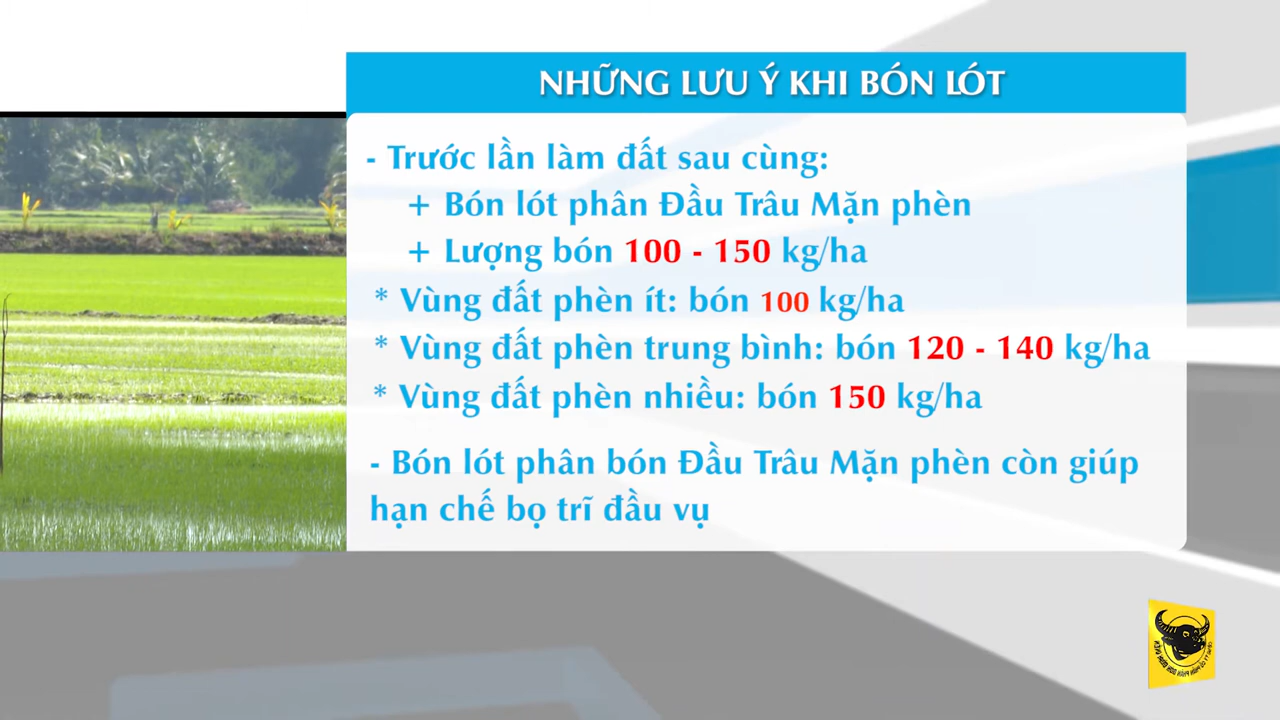 NHỮNG LƯU Ý KHI BÓN LÓT
- Trước lần làm đất sau cùng:
+ Bón lót phân Đầu Trâu Mặn phèn
+ Lượng bón 100 - 150 kg/ha
* Vùng đất phèn ít: bón 100 kg/ha
* Vùng đất phèn trung bình: bón 120 - 140 kg/ha
* Vùng đất phèn nhiều: bón 150 kg/ha
- Bón lót phân bón Đầu Trâu Mặn phèn còn giúp
hạn chế bọ trĩ đầu vụ